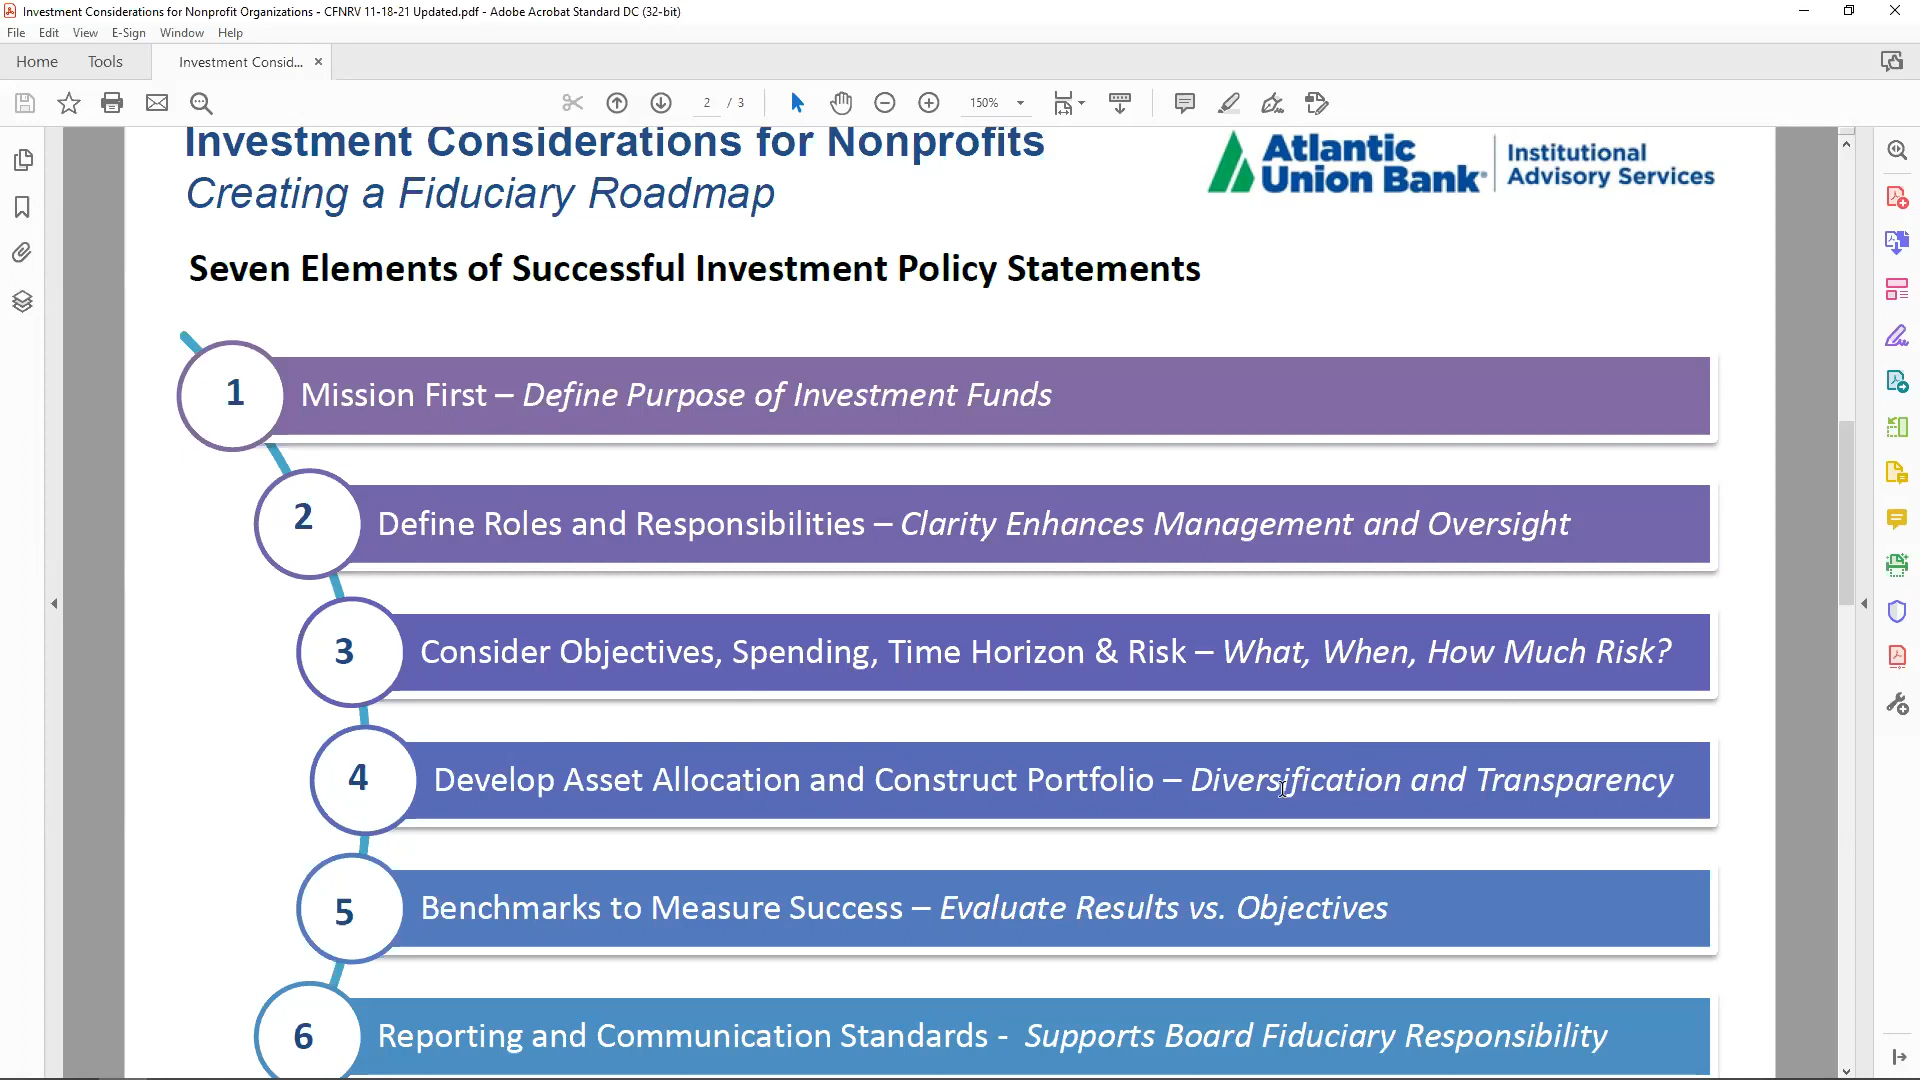 Investment Considerations for Nonprofit Organizations - CFNRV 11-18-21 Updated.pdf - Adobe Acrobat Standard DC (32-bit)
File Edit View E-Sign Window Help
Home Tools Investment Consid... ×
2 / 3 150%
Investment Considerations for Nonprofits
Creating a Fiduciary Roadmap
Atlantic Union Bank
Institutional Advisory Services
Seven Elements of Successful Investment Policy Statements
1 Mission First – Define Purpose of Investment Funds
2 Define Roles and Responsibilities – Clarity Enhances Management and Oversight
3 Consider Objectives, Spending, Time Horizon & Risk – What, When, How Much Risk?
4 Develop Asset Allocation and Construct Portfolio – Diversification and Transparency
5 Benchmarks to Measure Success – Evaluate Results vs. Objectives
6 Reporting and Communication Standards - Supports Board Fiduciary Responsibility